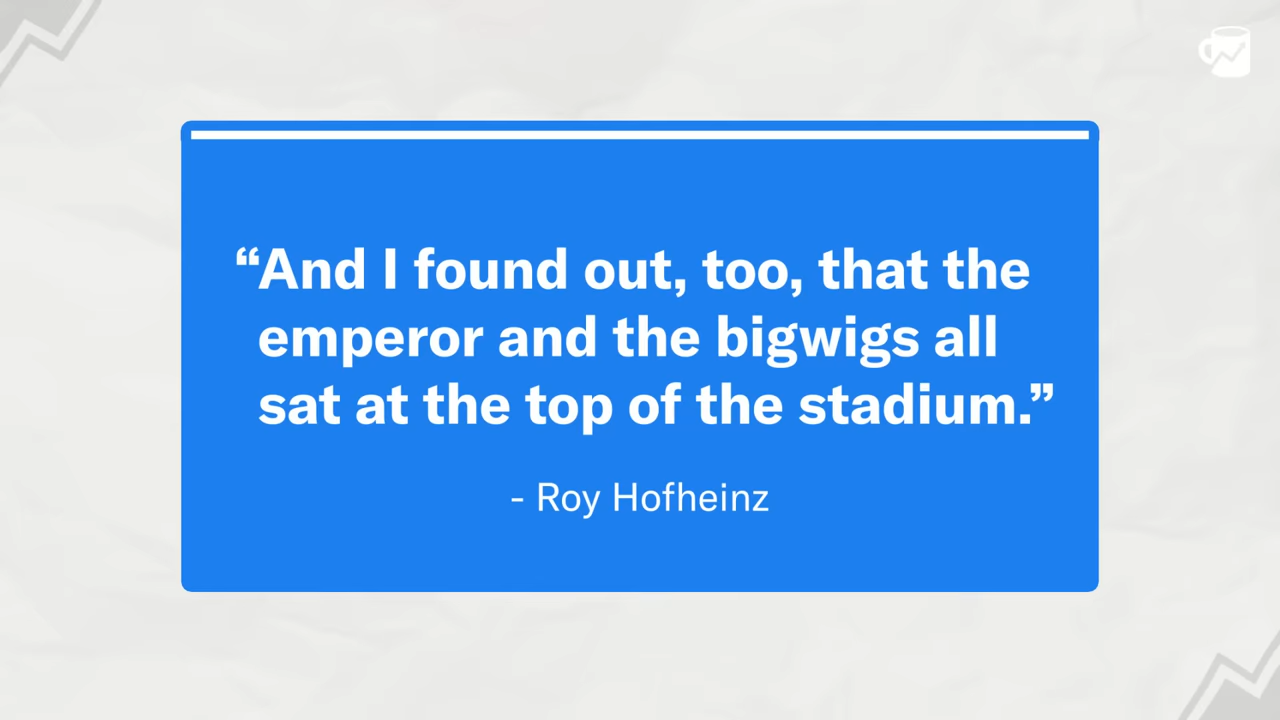 “And I found out, too, that the
emperor and the bigwigs all
sat at the top of the stadium.”
- Roy Hofheinz